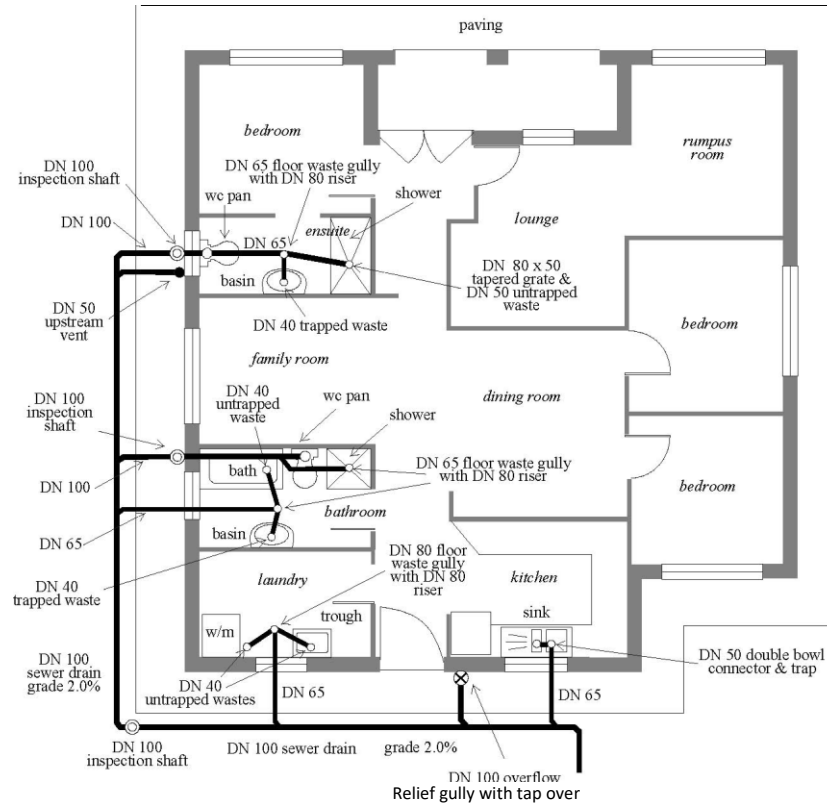 paving
bedroom
rumpus
room
DN 100
inspection shaft
DN 65 floor waste gully
with DN 80 riser
shower
wc pan
DN 100
lounge
ensuite
DN 65
basin
DN 80 x 50
tapered grate &
DN 50 untrapped
waste
DN 50
upstream
vent
DN 40 trapped waste
bedroom
family room
DN 40
untrapped
waste
wc pan
dining room
DN 100
inspection
shaft
shower
DN 100
bath
DN 65 floor waste gully
with DN 80 riser
bedroom
bathroom
DN 65
basin
DN 40
trapped waste
DN 80 floor
waste gully
with DN 80
riser
laundry
kitchen
sink
trough
w/m
DN 50 double bowl
connector & trap
DN 100
sewer drain
grade 2.0%
DN 40
untrapped wastes
DN 65
DN 65
DN 100
inspection shaft
DN 100 sewer drain
grade 2.0%
DN 100 overflow
Relief gully with tap over